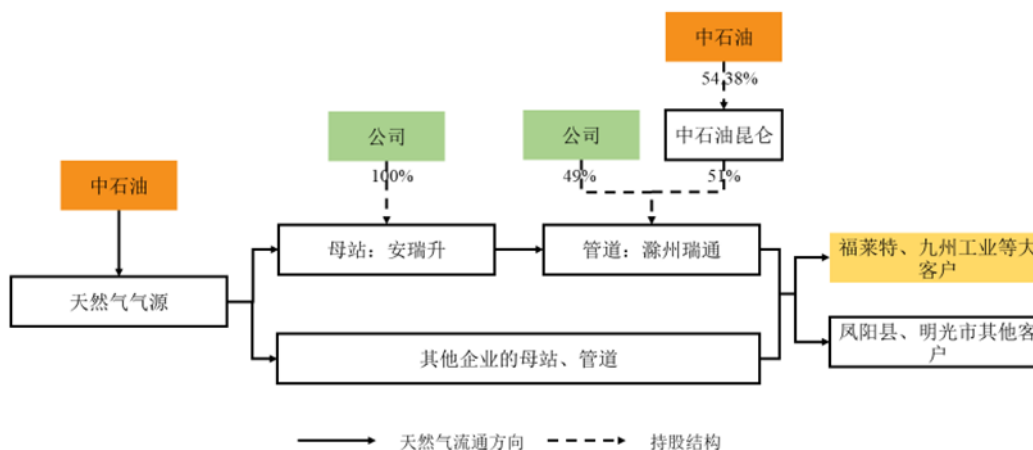 中石油
54.38%
公司
公司
中石油昆仑
中石油
100%
49%
51%
母站：安瑞升
管道：滁州瑞通
福莱特、九州工业等大
客户
天然气气源
凤阳县、明光市其他客
户
其他企业的母站、管道
天然气流通方向
持股结构